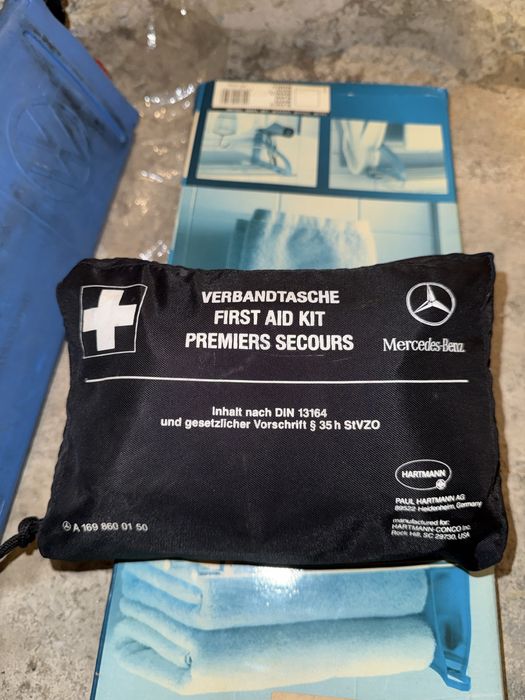 VERBANDTASCHE
FIRST AID KIT
PREMIERS SECOURS
Mercedes-Benz
Inhalt nach DIN 13164
und gesetzlicher Vorschrift § 35 h StVZO
HARTMANN
PAUL HARTMANN AG
89522 Heidenheim, Germany
manufactured for:
HARTMANN-CONCO Inc.
Rock Hill, SC 29730, USA
A 169 860 01 50